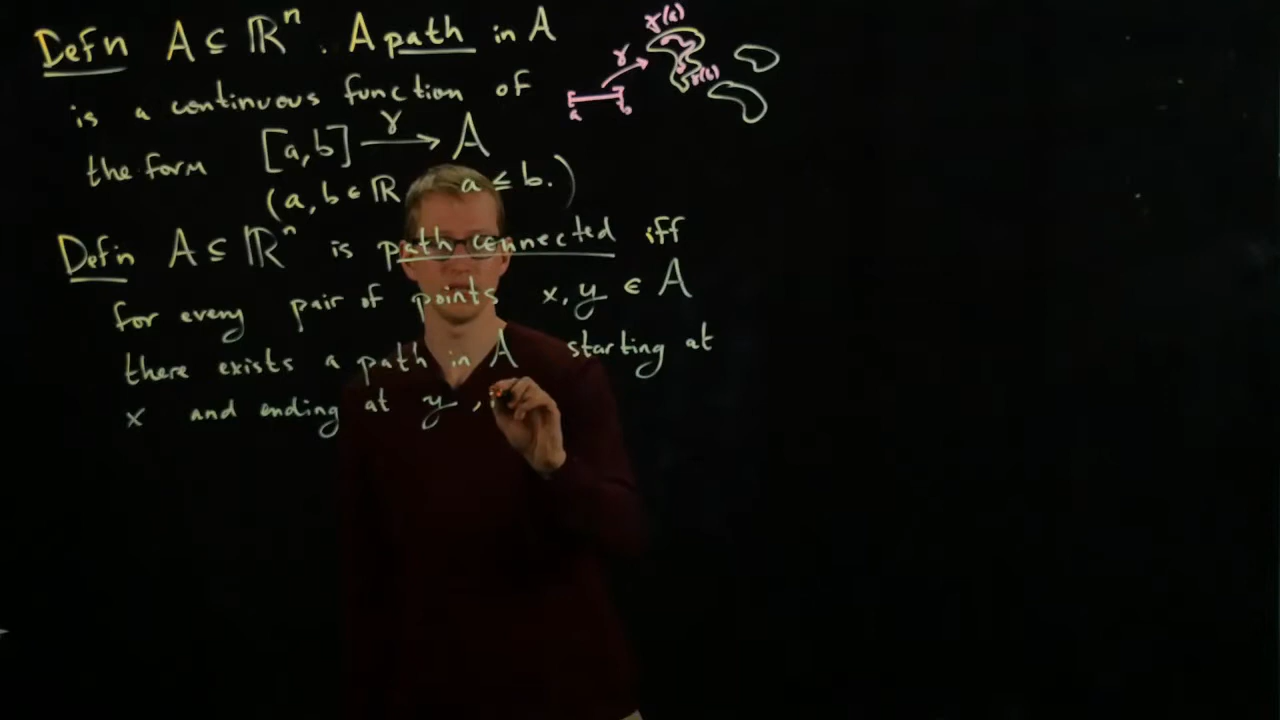 Defn A ⊆ ℝⁿ. A path in A
is a continuous function of
the form [a,b] —γ→ A
(a, b ∈ ℝ a ≤ b.)
Defn A ⊆ ℝⁿ is path connected iff
for every pair of points x, y ∈ A
there exists a path in A starting at
x and ending at y, i
γ(a)
γ
γ(b)
a
b